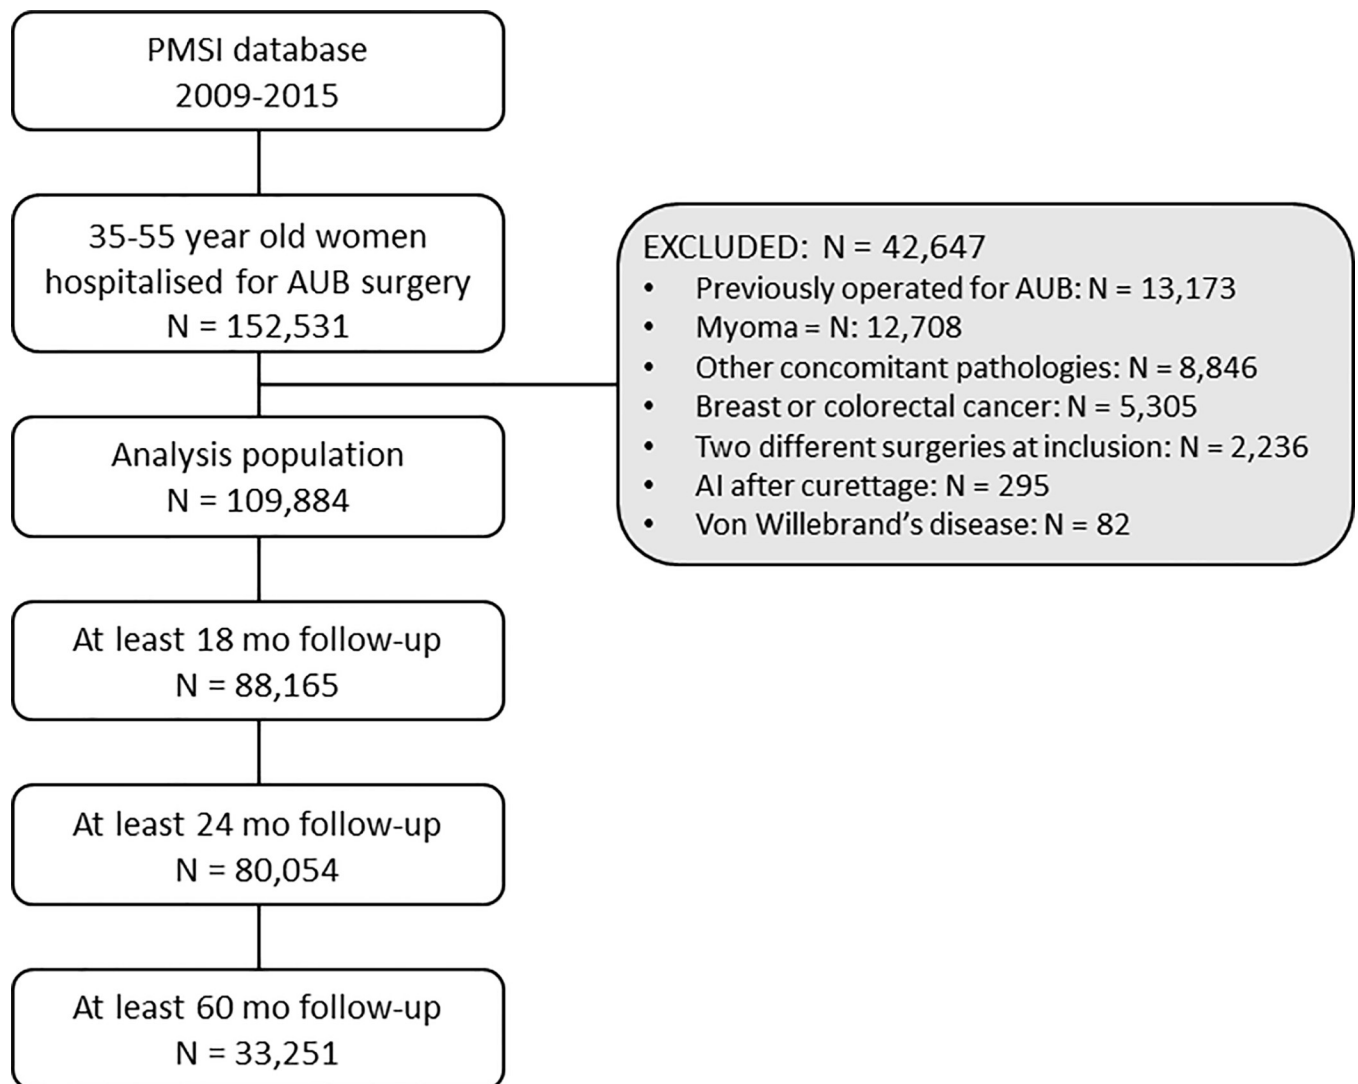 PMSI database
2009-2015
35-55 year old women
hospitalised for AUB surgery
N = 152,531
EXCLUDED: N = 42,647
• Previously operated for AUB: N = 13,173
• Myoma = N: 12,708
• Other concomitant pathologies: N = 8,846
• Breast or colorectal cancer: N = 5,305
• Two different surgeries at inclusion: N = 2,236
• AI after curettage: N = 295
• Von Willebrand’s disease: N = 82
Analysis population
N = 109,884
At least 18 mo follow-up
N = 88,165
At least 24 mo follow-up
N = 80,054
At least 60 mo follow-up
N = 33,251